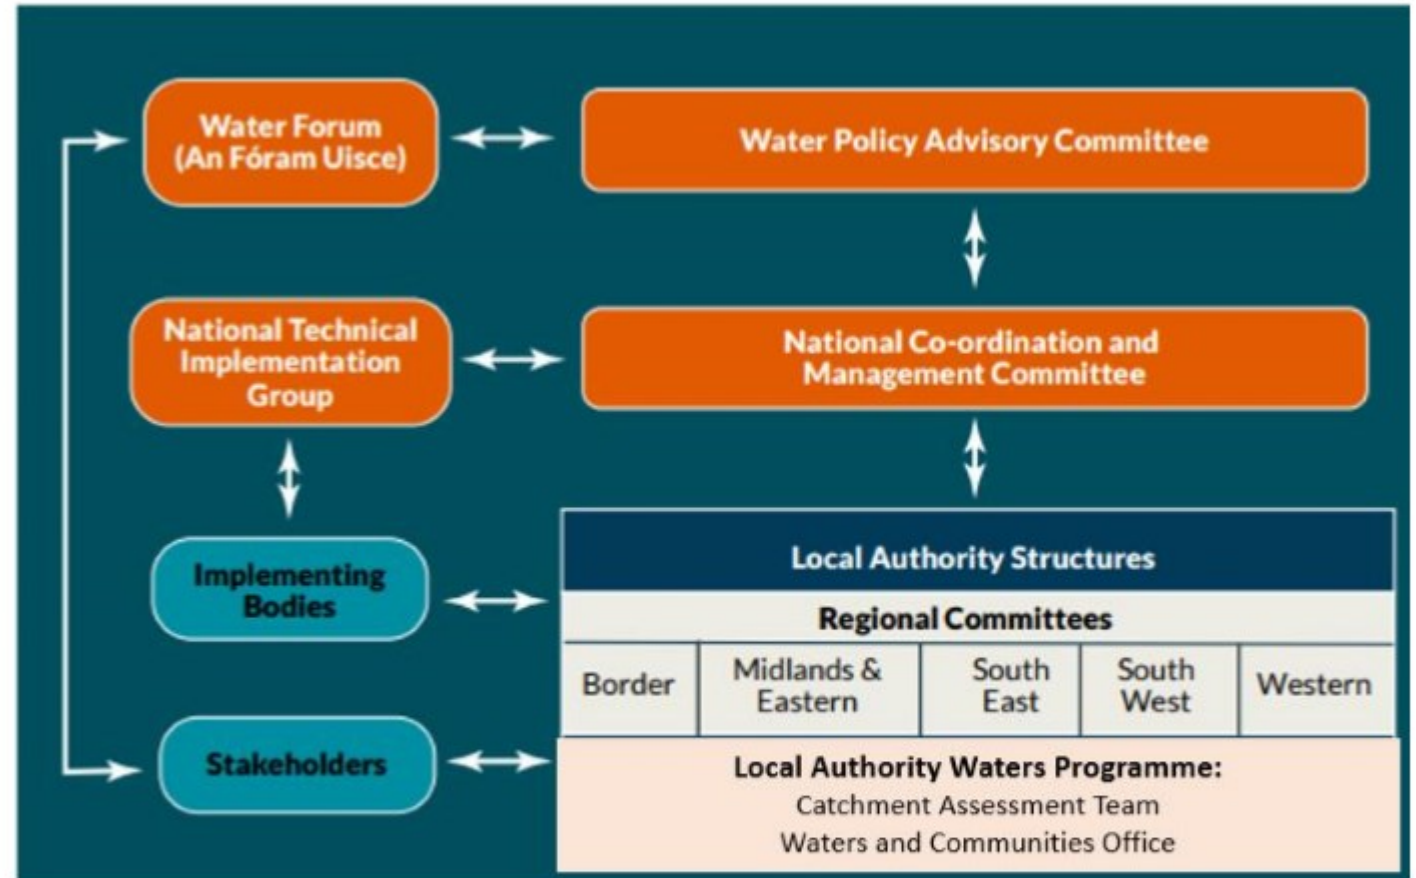 Water Forum
(An Fóram Uisce)
Water Policy Advisory Committee
National Technical
Implementation
Group
National Co-ordination and
Management Committee
Implementing
Bodies
Local Authority Structures
Regional Committees
Border
Midlands &
Eastern
South
East
South
West
Western
Stakeholders
Local Authority Waters Programme:
Catchment Assessment Team
Waters and Communities Office